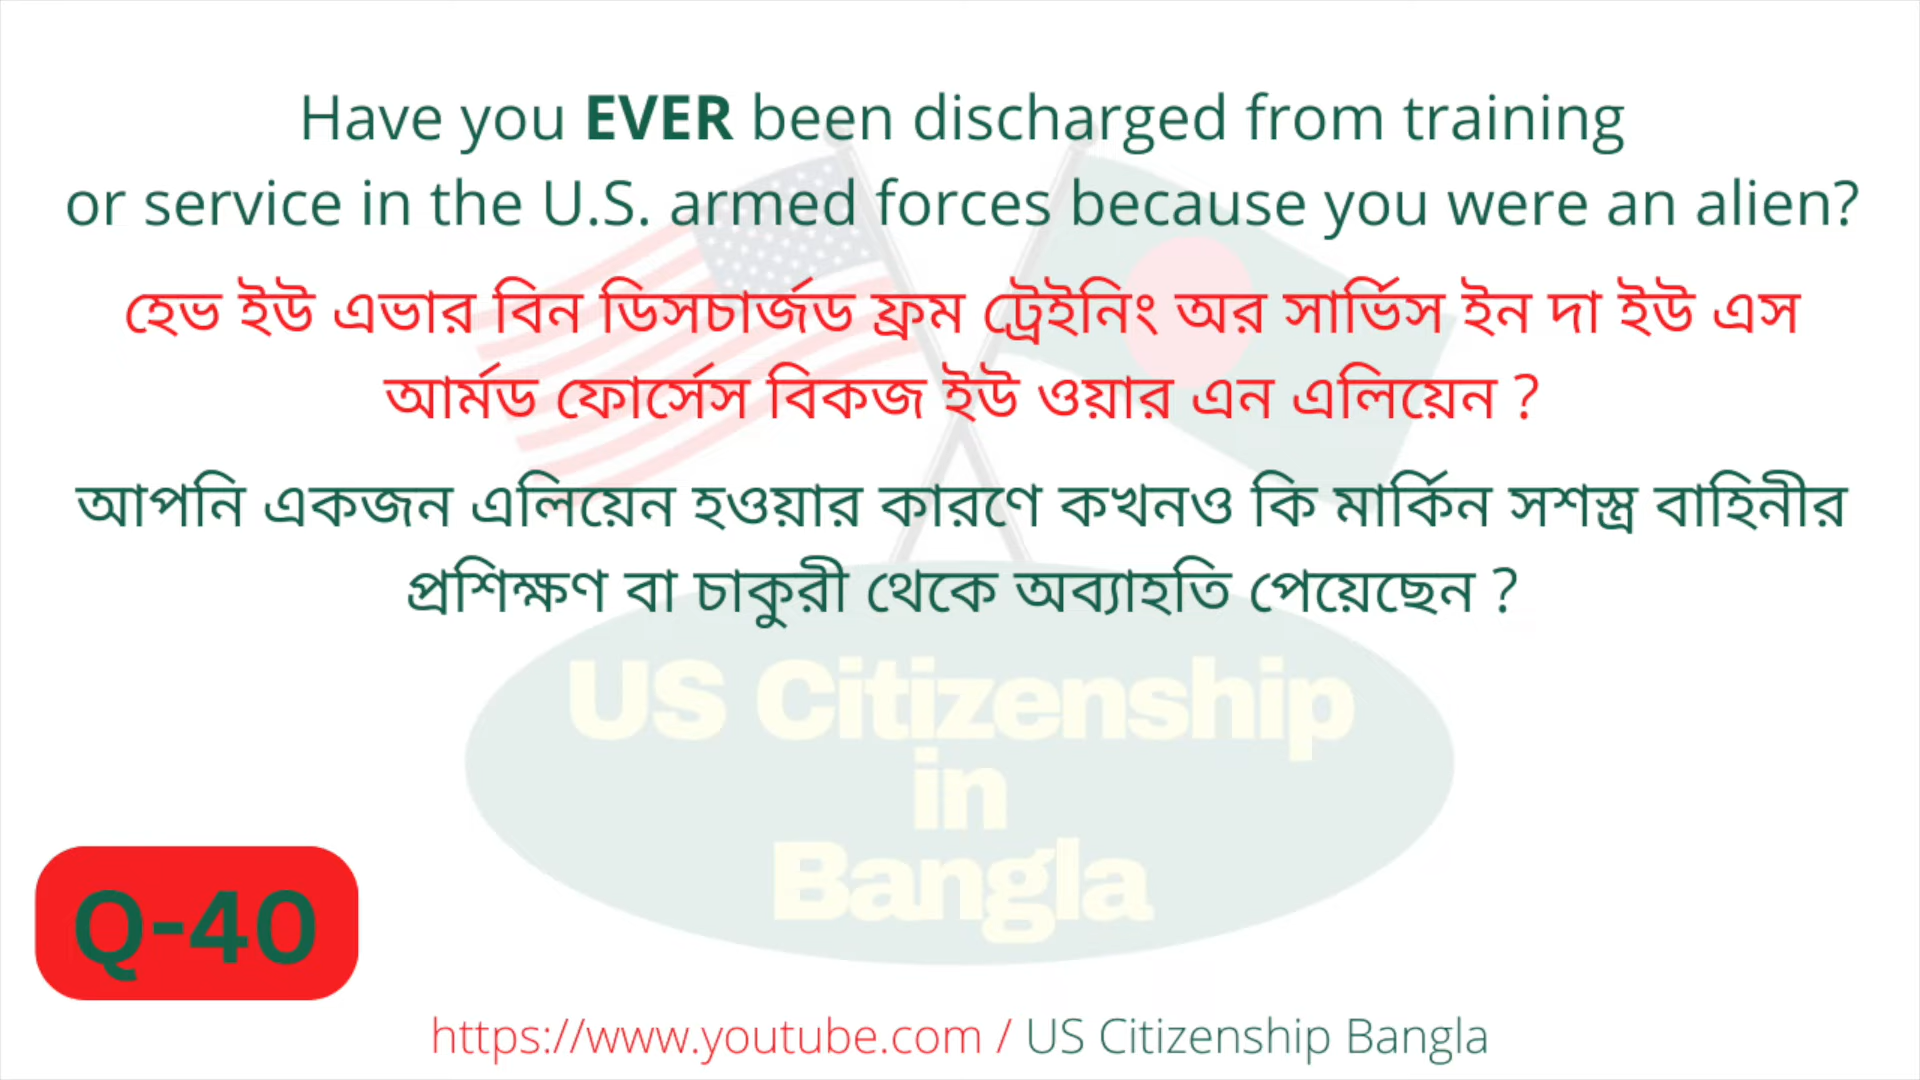 Have you EVER been discharged from training
or service in the U.S. armed forces because you were an alien?
হেভ ইউ এভার বিন ডিসচার্জড ফ্রম ট্রেইনিং অর সার্ভিস ইন দা ইউ এস
আর্মড ফোর্সেস বিকজ ইউ ওয়ার এন এলিয়েন ?
আপনি একজন এলিয়েন হওয়ার কারণে কখনও কি মার্কিন সশস্ত্র বাহিনীর
প্রশিক্ষণ বা চাকুরী থেকে অব্যাহতি পেয়েছেন ?
US Citizenship
in
Bangla
Q-40
https://www.youtube.com / US Citizenship Bangla